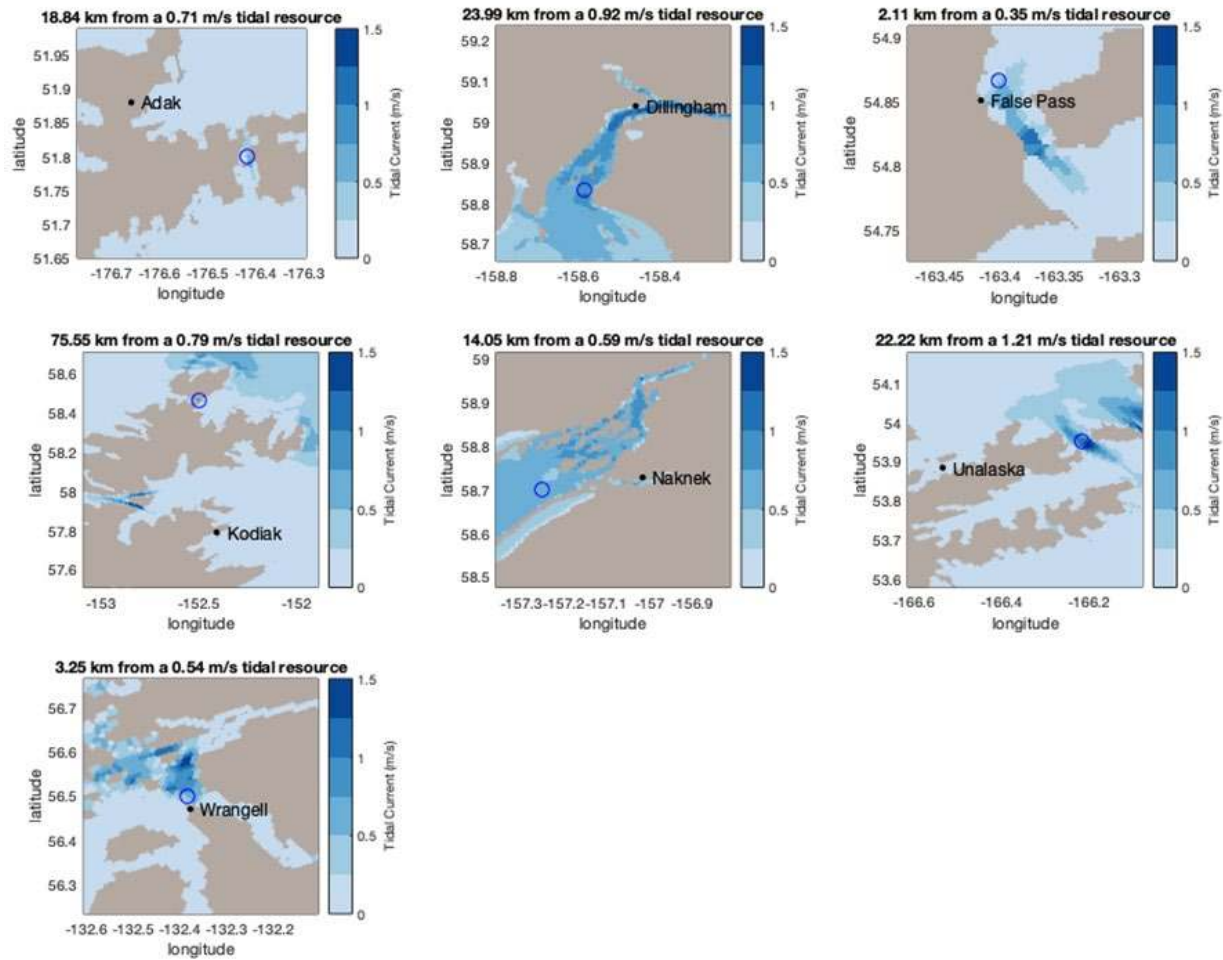 18.84 km from a 0.71 m/s tidal resource
51.95
51.9
51.85
51.8
51.75
51.7
51.65
latitude
Adak
-176.7 -176.6 -176.5 -176.4 -176.3
longitude
1.5
1
0.5
0
Tidal Current (m/s)
23.99 km from a 0.92 m/s tidal resource
59.2
59.1
59
58.9
58.8
58.7
latitude
Dillingham
-158.8 -158.6 -158.4
longitude
1.5
1
0.5
0
Tidal Current (m/s)
2.11 km from a 0.35 m/s tidal resource
54.9
54.85
54.8
54.75
latitude
False Pass
-163.45 -163.4 -163.35 -163.3
longitude
1.5
1
0.5
0
Tidal Current (m/s)
75.55 km from a 0.79 m/s tidal resource
58.6
58.4
58.2
58
57.8
57.6
latitude
Kodiak
-153 -152.5 -152
longitude
1.5
1
0.5
0
Tidal Current (m/s)
14.05 km from a 0.59 m/s tidal resource
59
58.9
58.8
58.7
58.6
58.5
latitude
Naknek
-157.3 -157.2 -157.1 -157 -156.9
longitude
1.5
1
0.5
0
Tidal Current (m/s)
22.22 km from a 1.21 m/s tidal resource
54.1
54
53.9
53.8
53.7
53.6
latitude
Unalaska
-166.6 -166.4 -166.2
longitude
1.5
1
0.5
0
Tidal Current (m/s)
3.25 km from a 0.54 m/s tidal resource
56.7
56.6
56.5
56.4
56.3
latitude
Wrangell
-132.6 -132.5 -132.4 -132.3 -132.2
longitude
1.5
1
0.5
0
Tidal Current (m/s)